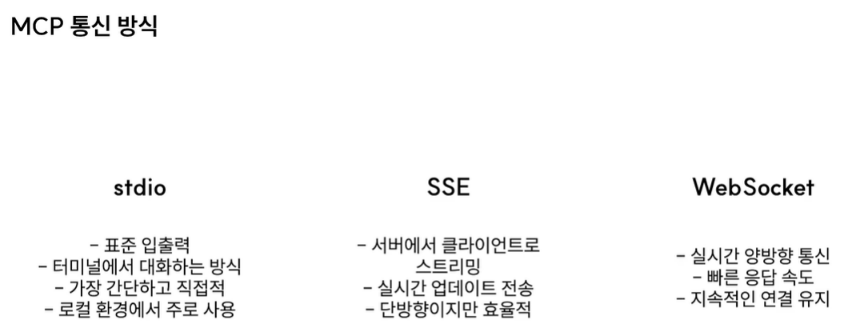 MCP 통신 방식
stdio
– 표준 입출력
– 터미널에서 대화하는 방식
– 가장 간단하고 직접적
– 로컬 환경에서 주로 사용
SSE
– 서버에서 클라이언트로
스트리밍
– 실시간 업데이트 전송
– 단방향이지만 효율적
WebSocket
– 실시간 양방향 통신
– 빠른 응답 속도
– 지속적인 연결 유지